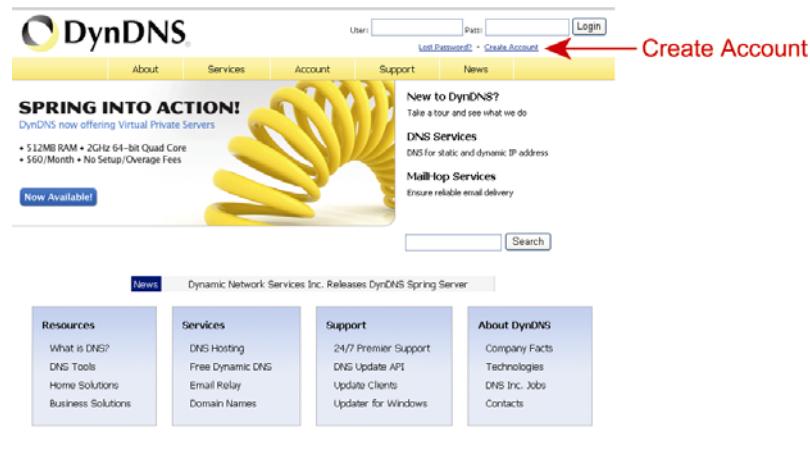 DynDNS
User: Pass: Login
Lost Password? • Create Account
Create Account
About Services Account Support News
SPRING INTO ACTION!
DynDNS now offering Virtual Private Servers
• 512MB RAM • 2GHz 64-bit Quad Core
• $60/Month • No Setup/Overage Fees
Now Available!
New to DynDNS?
Take a tour and see what we do
DNS Services
DNS for static and dynamic IP address
MailHop Services
Ensure reliable email delivery
Search
News Dynamic Network Services Inc. Releases DynDNS Spring Server
Resources
What is DNS?
DNS Tools
Home Solutions
Business Solutions
Services
DNS Hosting
Free Dynamic DNS
Email Relay
Domain Names
Support
24/7 Premier Support
DNS Update API
Update Clients
Updater for Windows
About DynDNS
Company Facts
Technologies
DNS Inc. Jobs
Contacts